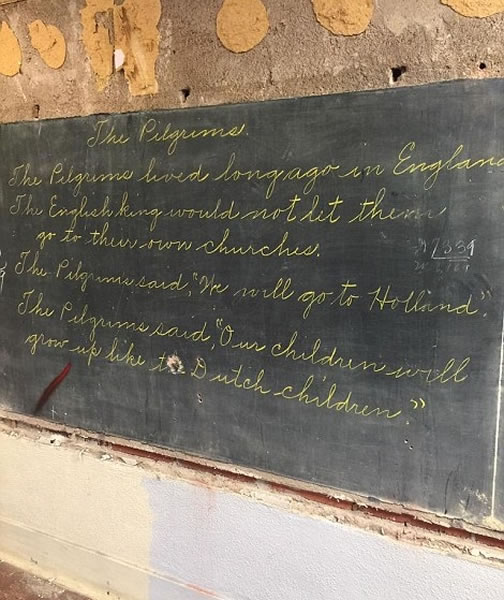 The Pilgrims.
The Pilgrims lived long ago in England
The English king would not let them
go to their own churches.
The Pilgrims said, "We will go to Holland."
The Pilgrims said, "Our children will
grow up like Dutch children."